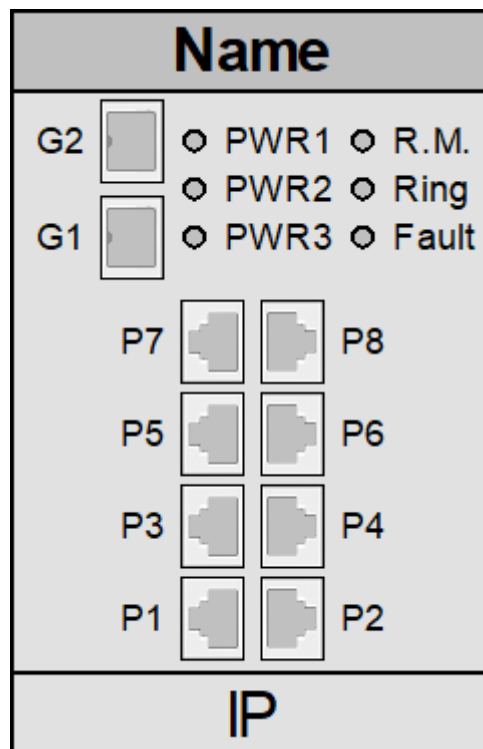 Name
G2 PWR1 R.M.
PWR2 Ring
G1 PWR3 Fault
P7 P8
P5 P6
P3 P4
P1 P2
IP